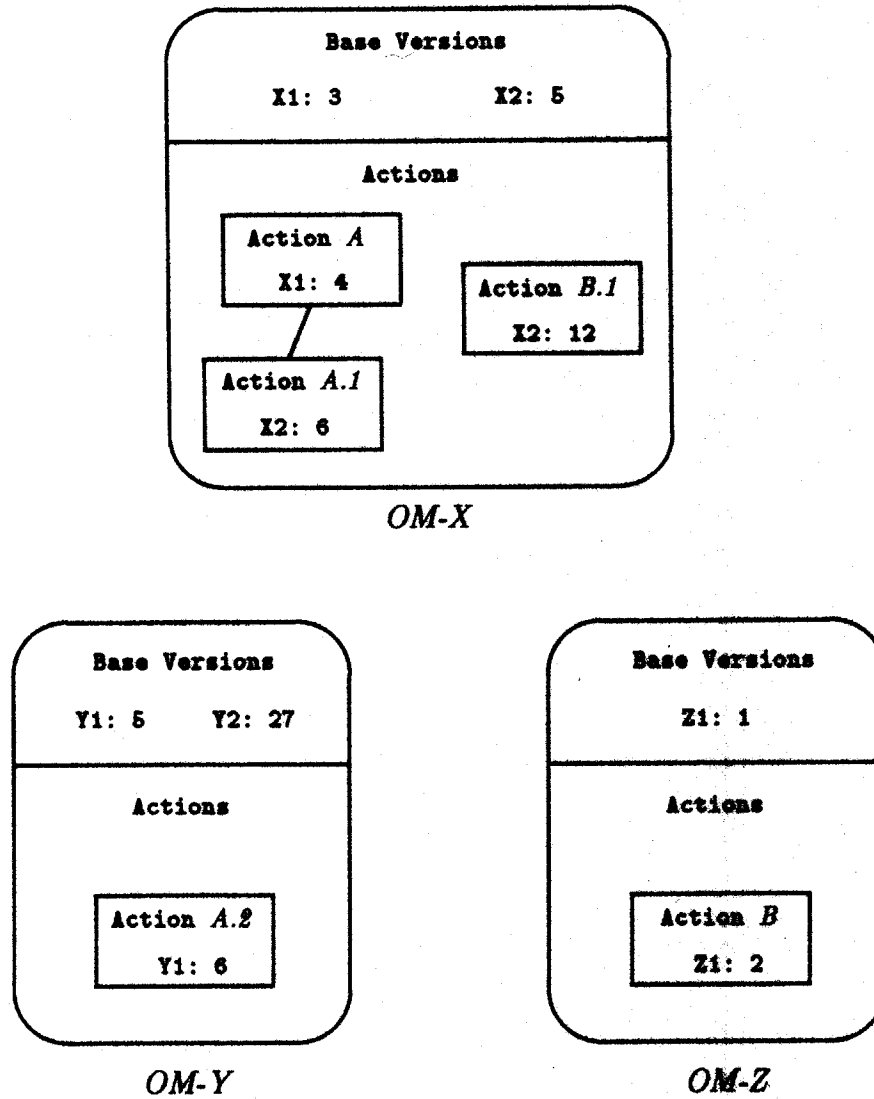 Base Versions
X1: 3 X2: 5
Actions
Action A
X1: 4
Action B.1
X2: 12
Action A.1
X2: 6
OM-X
Base Versions
Y1: 5 Y2: 27
Actions
Action A.2
Y1: 6
OM-Y
Base Versions
Z1: 1
Actions
Action B
Z1: 2
OM-Z